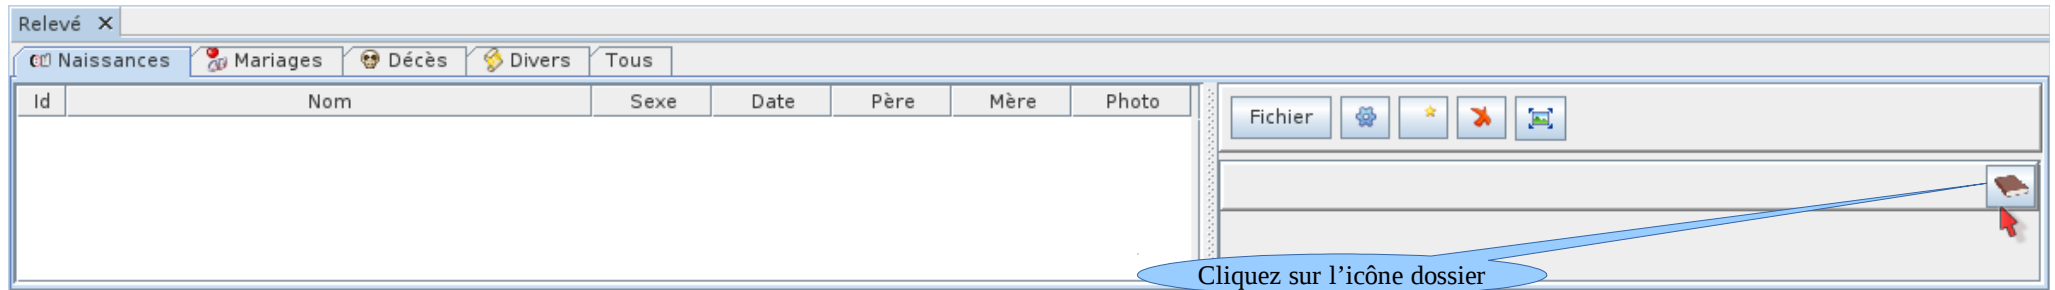 Relevé X
Naissances Mariages Décès Divers Tous
Id Nom Sexe Date Père Mère Photo
Fichier
Cliquez sur l’icône dossier